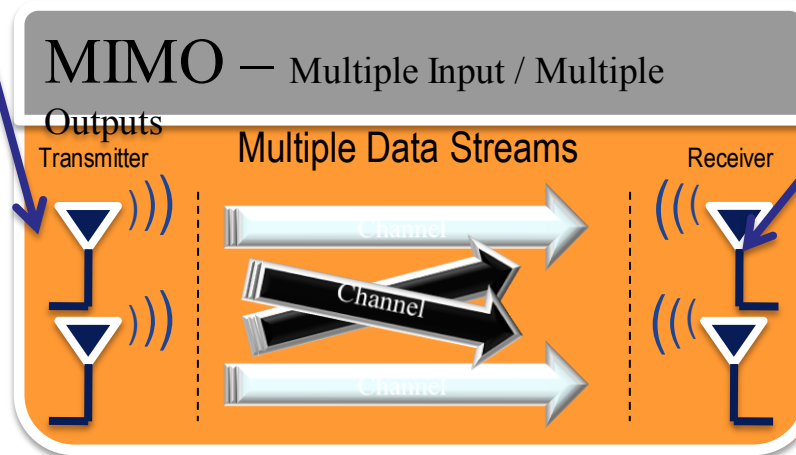 MIMO – Multiple Input / Multiple
Outputs
Transmitter
Multiple Data Streams
Receiver
Channel
Channel
Channel